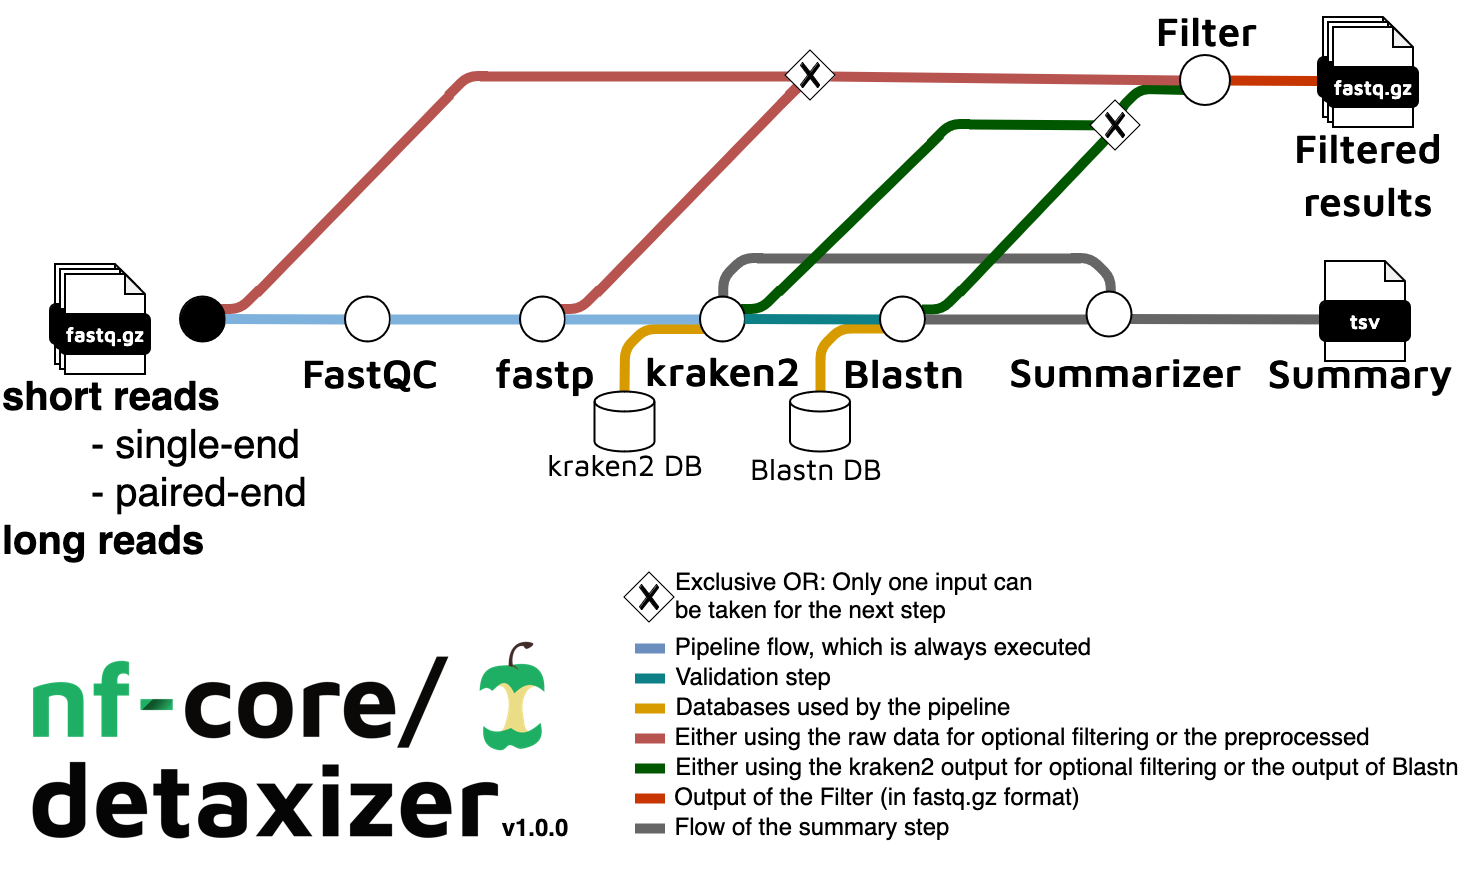 Filter
X
fastq.gz
X
Filtered
results
fastq.gz
tsv
FastQC
fastp
kraken2
Blastn
Summarizer
Summary
short reads
- single-end
- paired-end
long reads
kraken2 DB
Blastn DB
X
Exclusive OR: Only one input can
be taken for the next step
Pipeline flow, which is always executed
Validation step
Databases used by the pipeline
Either using the raw data for optional filtering or the preprocessed
Either using the kraken2 output for optional filtering or the output of Blastn
Output of the Filter (in fastq.gz format)
Flow of the summary step
nf-core/
detaxizer v1.0.0